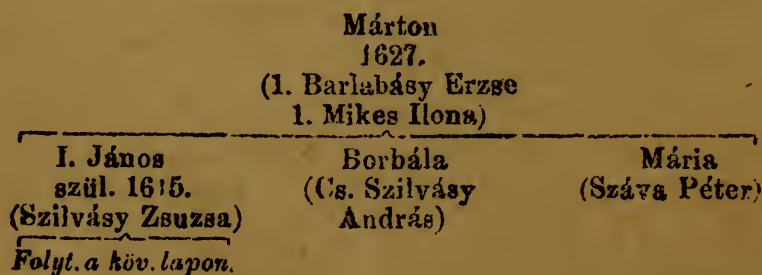 Márton
1627.
(1. Barlabásy Erzse
1. Mikes Ilona)
I. János
szül. 1615.
(Szilvásy Zsuzsa)
Folyt. a köv. lapon.
Borbála
(Cs. Szilvásy
András)
Mária
(Száva Péter)